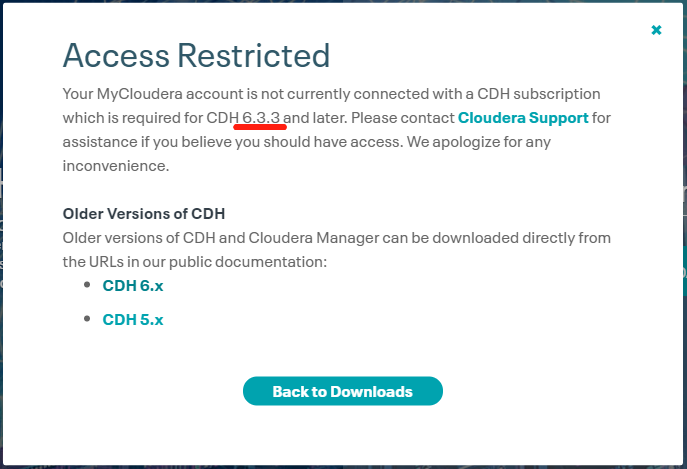 Access Restricted
Your MyCloudera account is not currently connected with a CDH subscription
which is required for CDH 6.3.3 and later. Please contact Cloudera Support for
assistance if you believe you should have access. We apologize for any
inconvenience.
Older Versions of CDH
Older versions of CDH and Cloudera Manager can be downloaded directly from
the URLs in our public documentation:
CDH 6.x
CDH 5.x
Back to Downloads